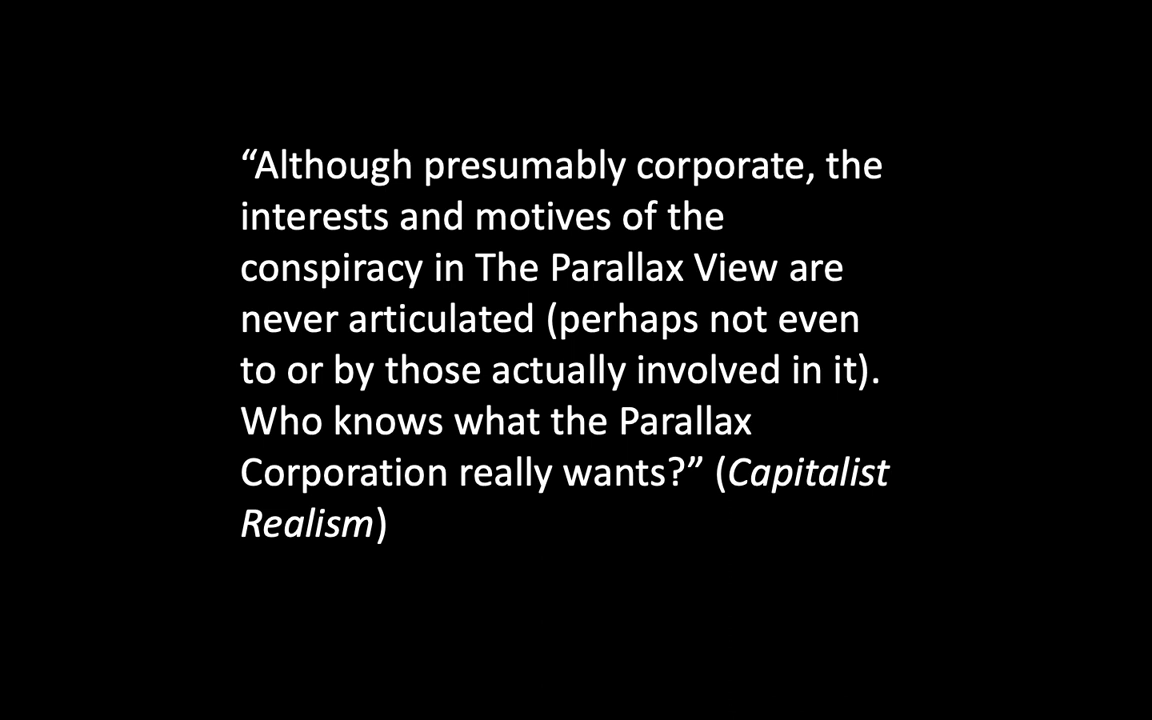 “Although presumably corporate, the
interests and motives of the
conspiracy in The Parallax View are
never articulated (perhaps not even
to or by those actually involved in it).
Who knows what the Parallax
Corporation really wants?” (Capitalist
Realism)